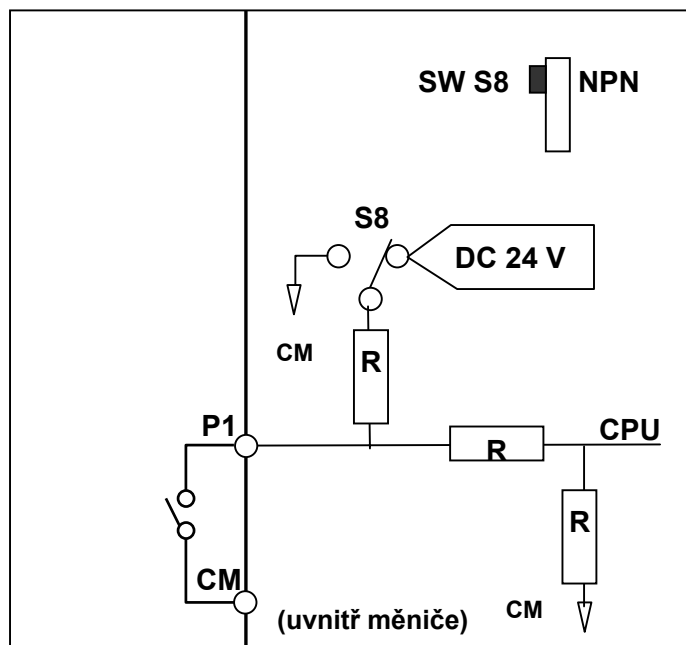 SW S8 NPN
S8
DC 24 V
CM
R
P1
R
CPU
R
CM
CM
(uvnitř měniče)